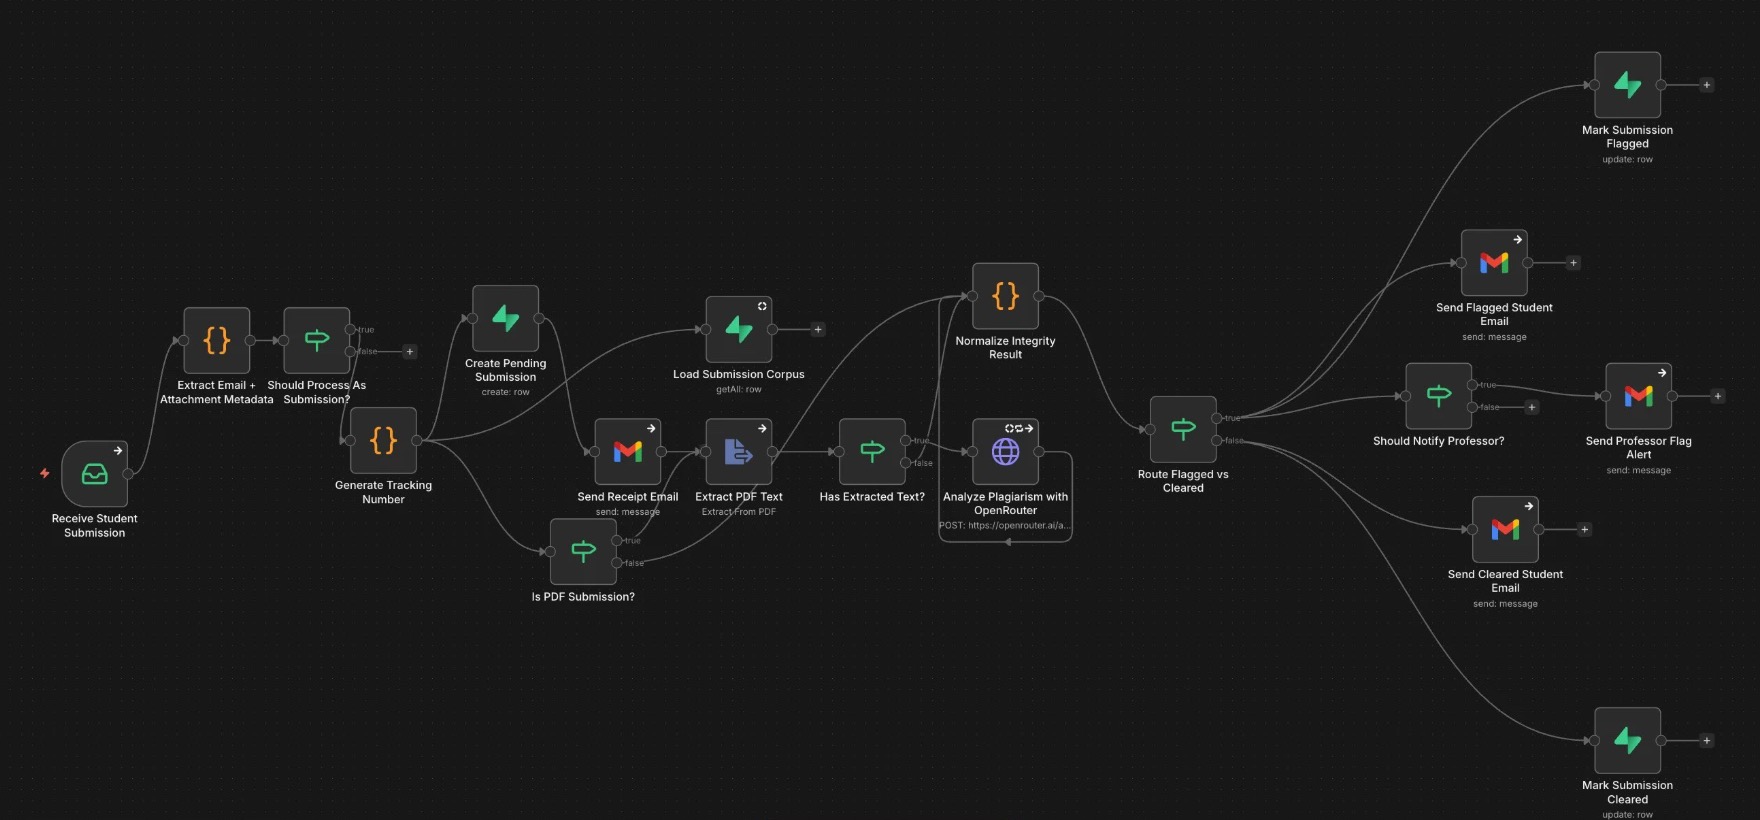 Receive Student
Submission
Extract Email +
Attachment Metadata
Should Process As
Submission?
true
false
Generate Tracking
Number
Create Pending
Submission
create: row
Load Submission Corpus
getAll: row
Send Receipt Email
send: message
Is PDF Submission?
true
false
Extract PDF Text
Extract From PDF
Has Extracted Text?
true
false
Normalize Integrity
Result
Analyze Plagiarism with
OpenRouter
POST: https://openrouter.ai/a...
Route Flagged vs
Cleared
true
false
Mark Submission
Flagged
update: row
Send Flagged Student
Email
send: message
Should Notify Professor?
true
false
Send Professor Flag
Alert
send: message
Send Cleared Student
Email
send: message
Mark Submission
Cleared
update: row